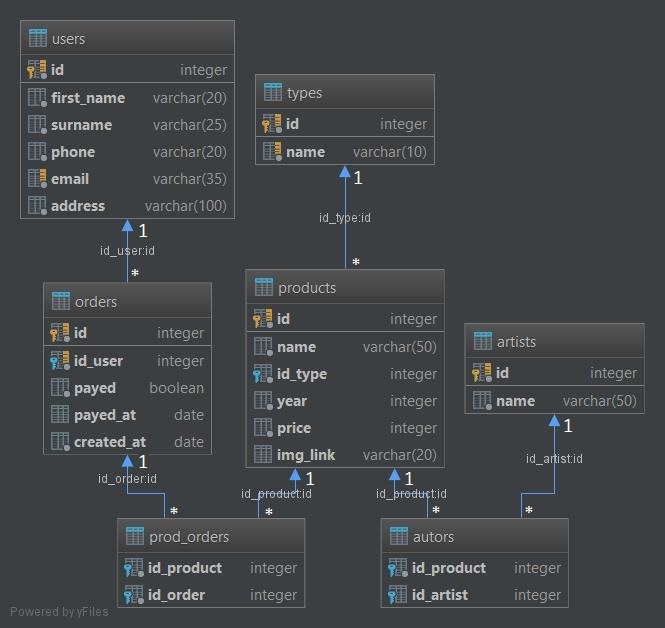 users
id integer
first_name varchar(20)
surname varchar(25)
phone varchar(20)
email varchar(35)
address varchar(100)
types
id integer
name varchar(10)
1
id_user:id
*
1
id_type:id
*
orders
id integer
id_user integer
payed boolean
payed_at date
created_at date
products
id integer
name varchar(50)
id_type integer
year integer
price integer
img_link varchar(20)
artists
id integer
name varchar(50)
1
id_order:id
*
1
id_product:id
*
1
id_product:id
*
1
id_artist:id
*
prod_orders
id_product integer
id_order integer
autors
id_product integer
id_artist integer
Powered by yFiles